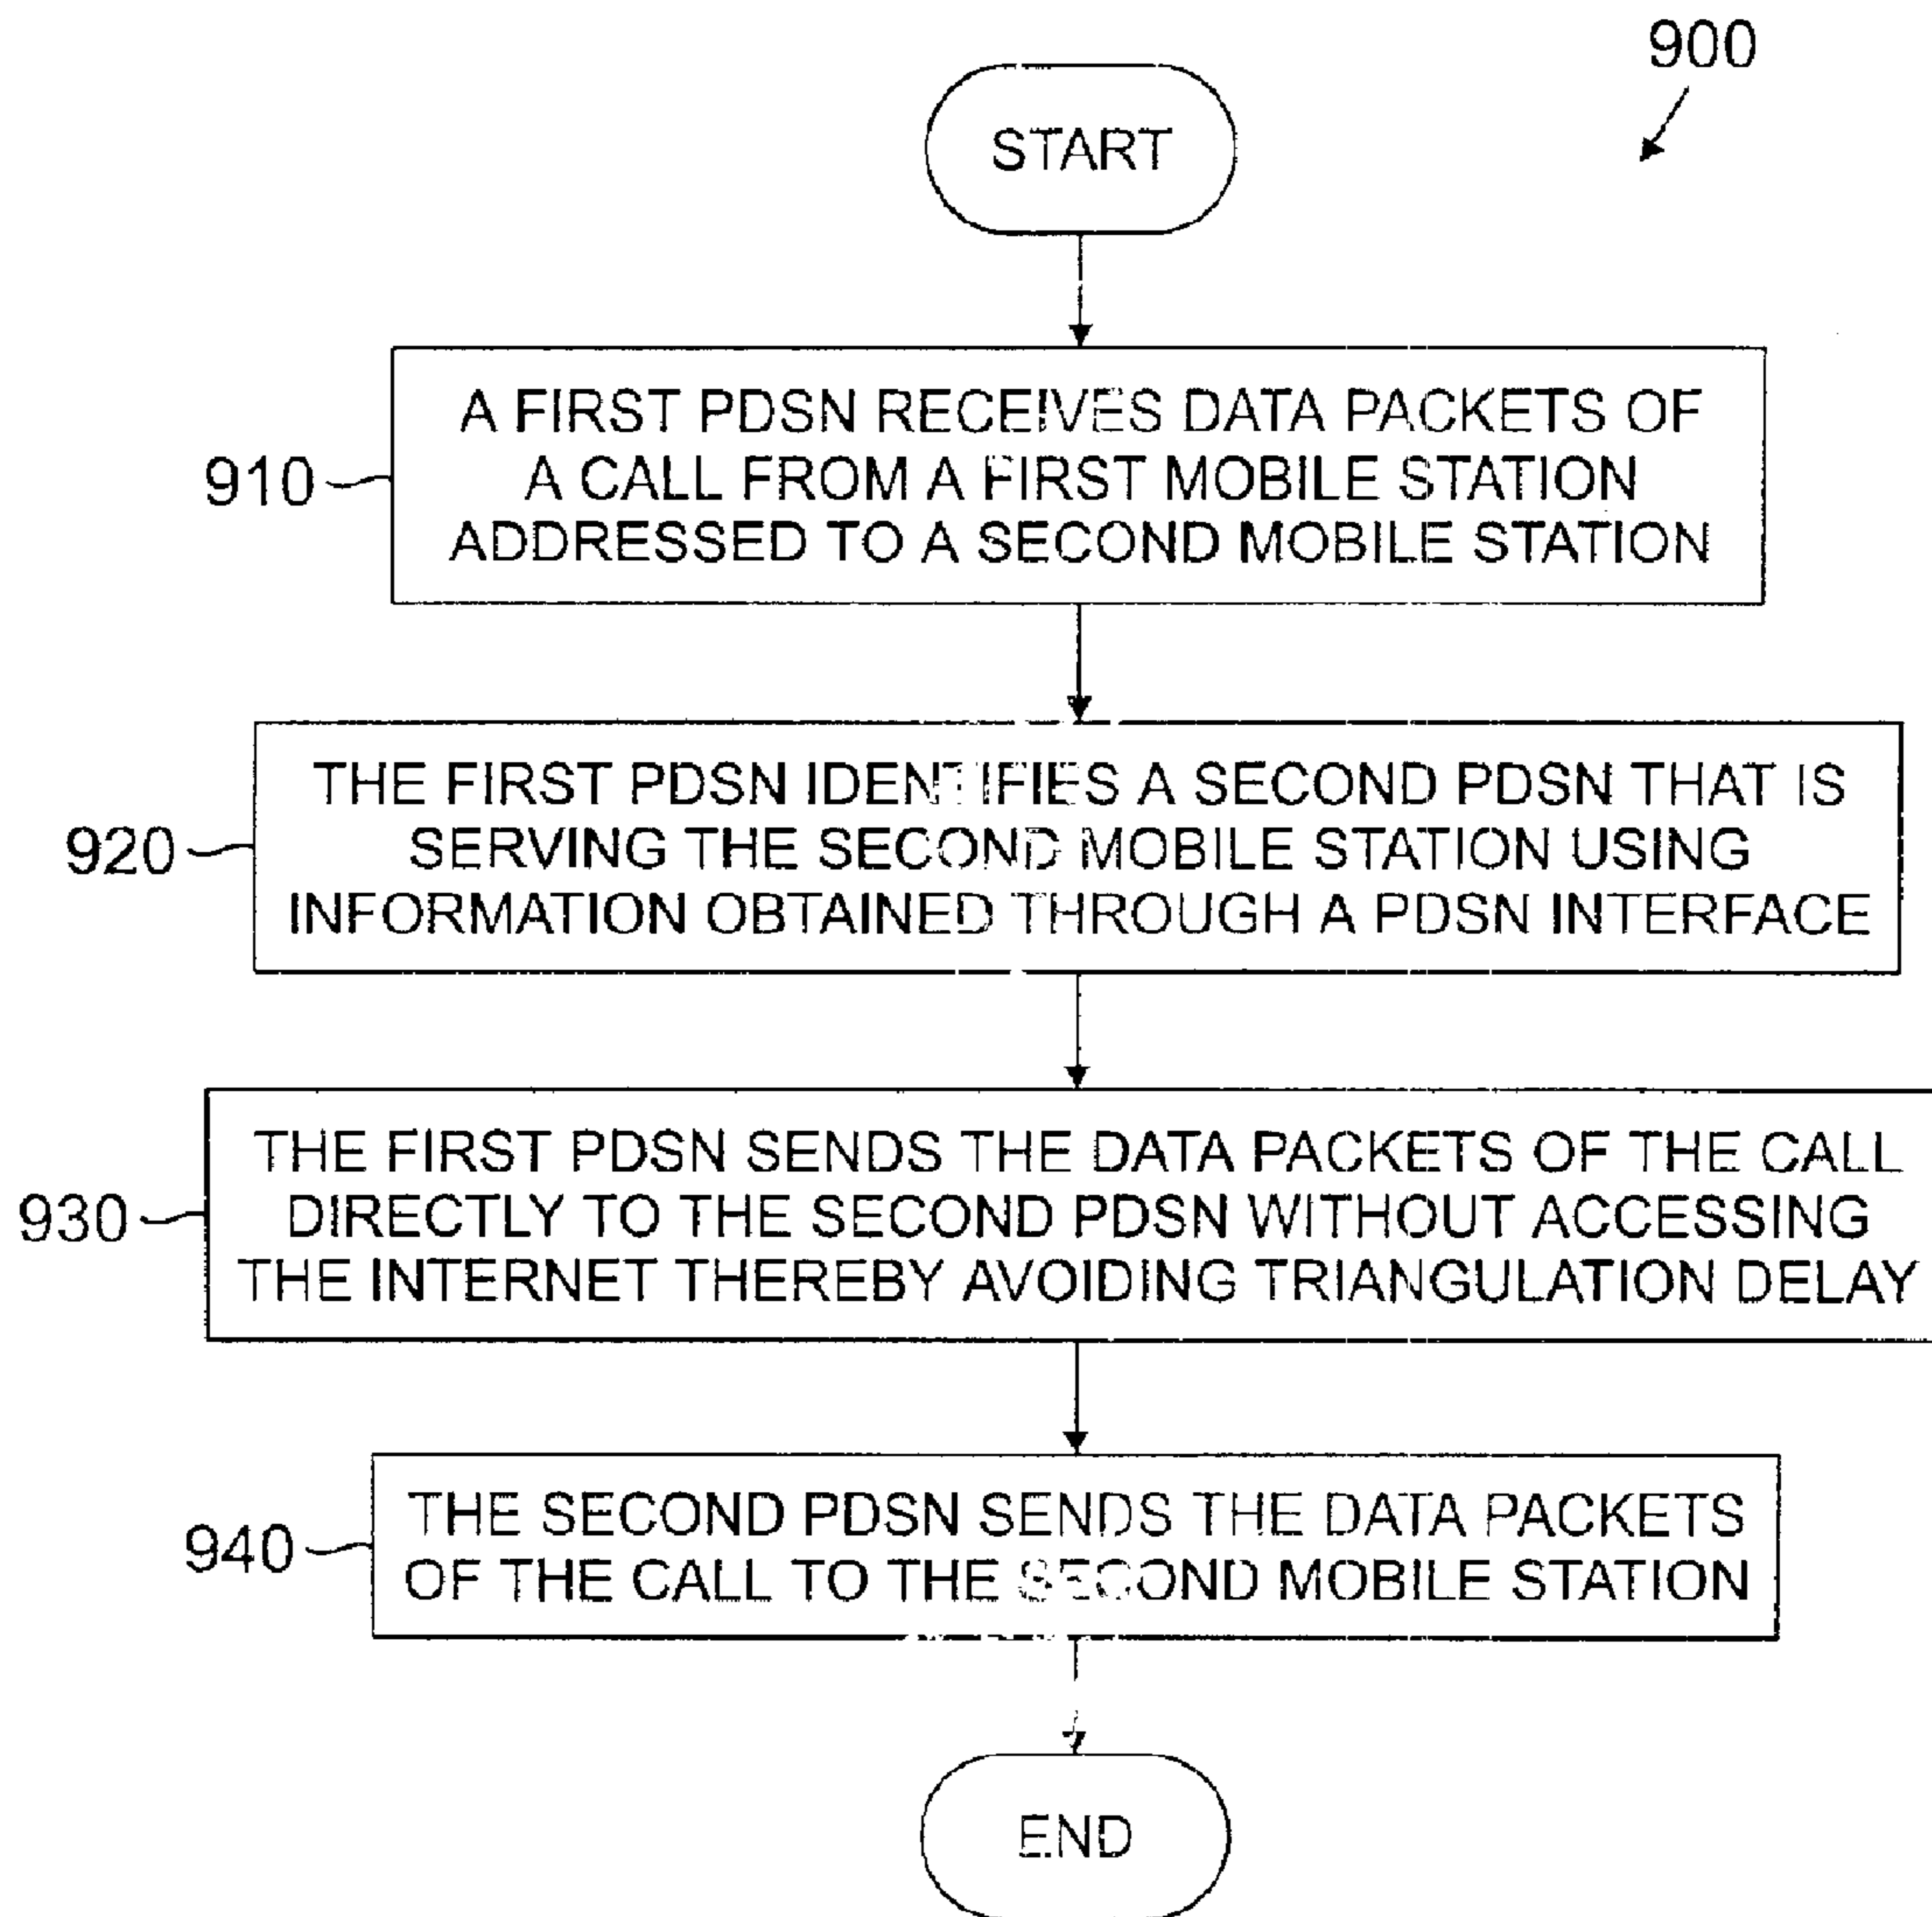 900
START
910
A FIRST PDSN RECEIVES DATA PACKETS OF
A CALL FROM A FIRST MOBILE STATION
ADDRESSED TO A SECOND MOBILE STATION
920
THE FIRST PDSN IDENTIFIES A SECOND PDSN THAT IS
SERVING THE SECOND MOBILE STATION USING
INFORMATION OBTAINED THROUGH A PDSN INTERFACE
930
THE FIRST PDSN SENDS THE DATA PACKETS OF THE CALL
DIRECTLY TO THE SECOND PDSN WITHOUT ACCESSING
THE INTERNET THEREBY AVOIDING TRIANGULATION DELAY
940
THE SECOND PDSN SENDS THE DATA PACKETS
OF THE CALL TO THE SECOND MOBILE STATION
END